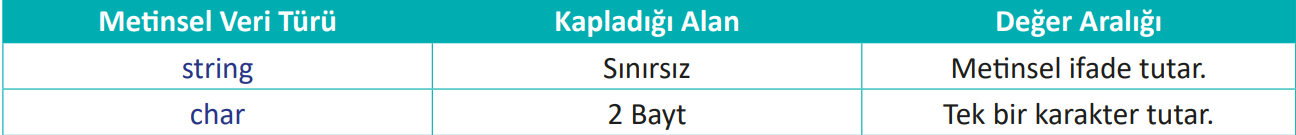 Metinsel Veri Türü Kapladığı Alan Değer Aralığı
string Sınırsız Metinsel ifade tutar.
char 2 Bayt Tek bir karakter tutar.